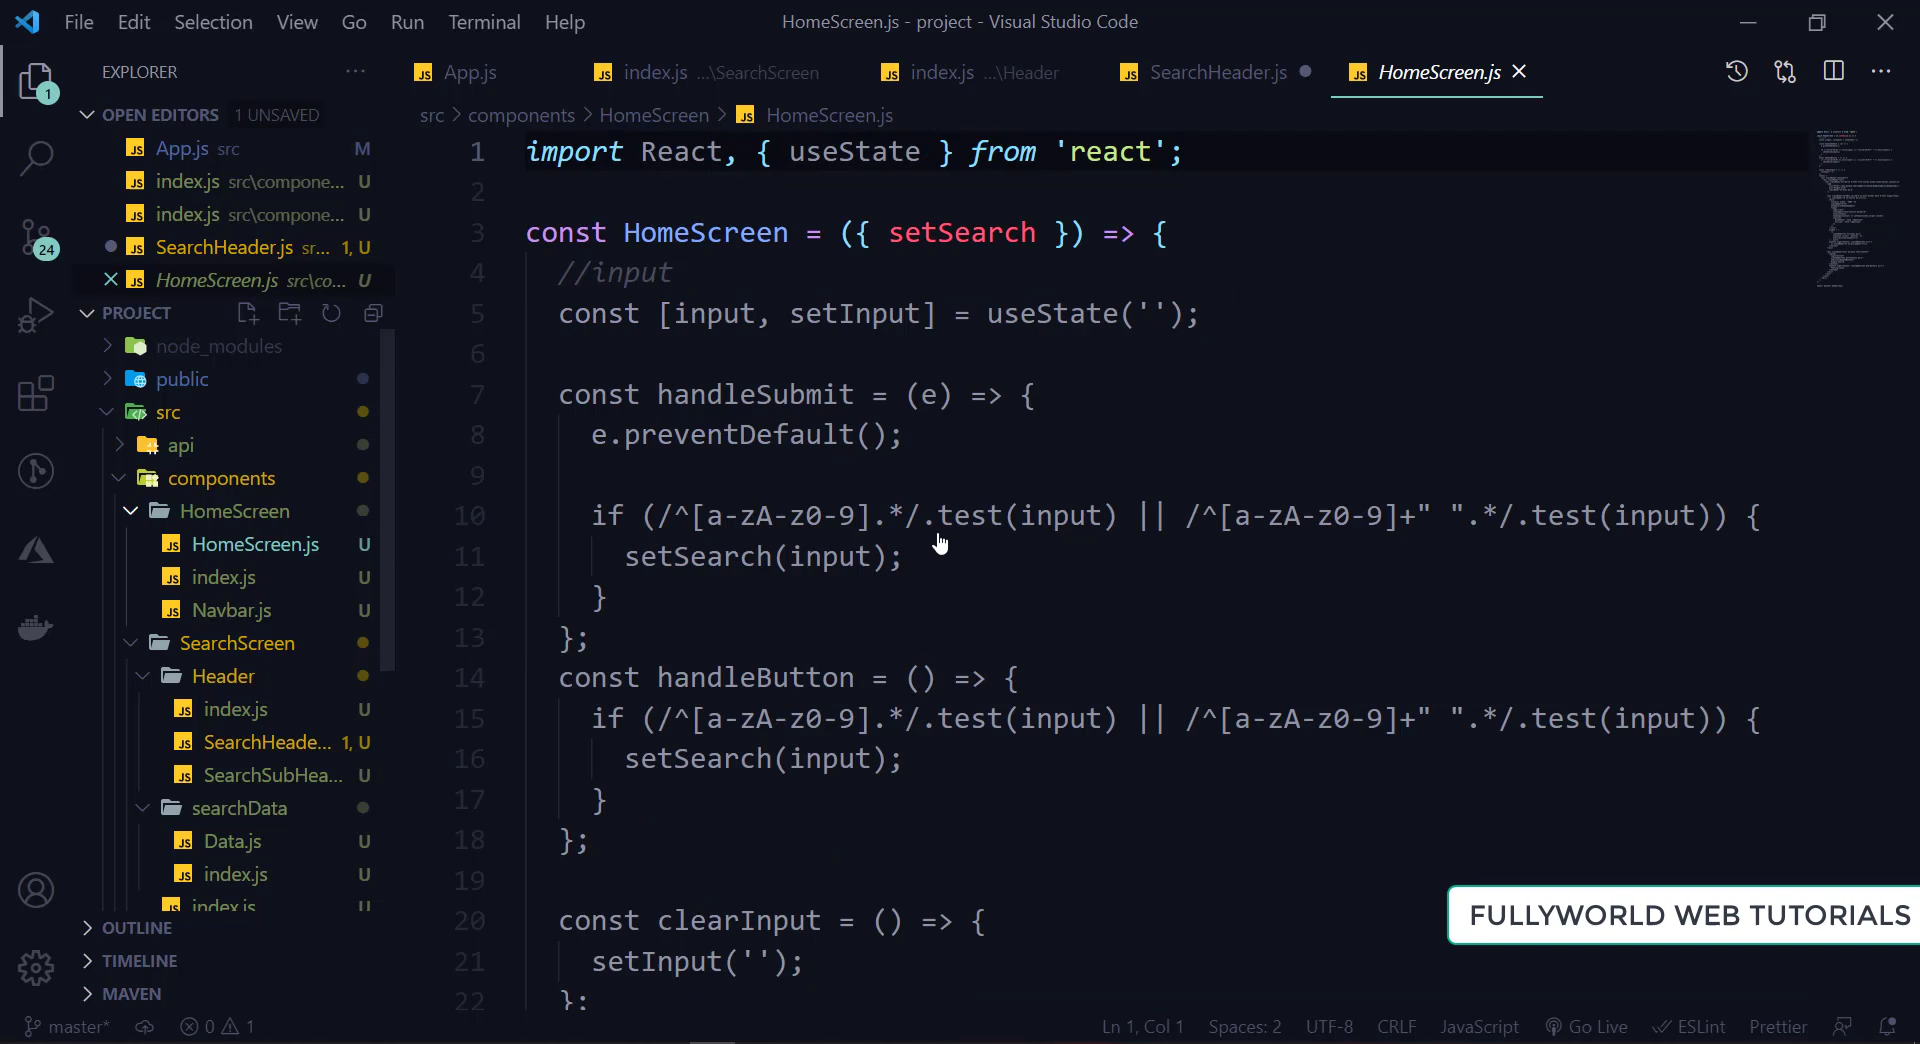 File Edit Selection View Go Run Terminal Help
HomeScreen.js - project - Visual Studio Code
EXPLORER
App.js
index.js ...\SearchScreen
index.js ...\Header
SearchHeader.js
HomeScreen.js
OPEN EDITORS 1 UNSAVED
src > components > HomeScreen > HomeScreen.js
App.js src M
index.js src\compone... U
index.js src\compone... U
SearchHeader.js sr... 1, U
HomeScreen.js src\co... U
PROJECT
node_modules
public
src
api
components
HomeScreen
HomeScreen.js U
index.js U
Navbar.js U
SearchScreen
Header
index.js U
SearchHeade... 1, U
SearchSubHea... U
searchData
Data.js U
index.js U
index.js U
OUTLINE
TIMELINE
MAVEN
1 import React, { useState } from 'react';
2
3 const HomeScreen = ({ setSearch }) => {
4 //input
5 const [input, setInput] = useState('');
6
7 const handleSubmit = (e) => {
8 e.preventDefault();
9
10 if (/^[a-zA-z0-9].*/.test(input) || /^[a-zA-z0-9]+" ".*/.test(input)) {
11 setSearch(input);
12 }
13 };
14 const handleButton = () => {
15 if (/^[a-zA-z0-9].*/.test(input) || /^[a-zA-z0-9]+" ".*/.test(input)) {
16 setSearch(input);
17 }
18 };
19
20 const clearInput = () => {
21 setInput('');
22 };
1
24
FULLYWORLD WEB TUTORIALS
master* 0 1 Ln 1, Col 1 Spaces: 2 UTF-8 CRLF JavaScript Go Live ESLint Prettier